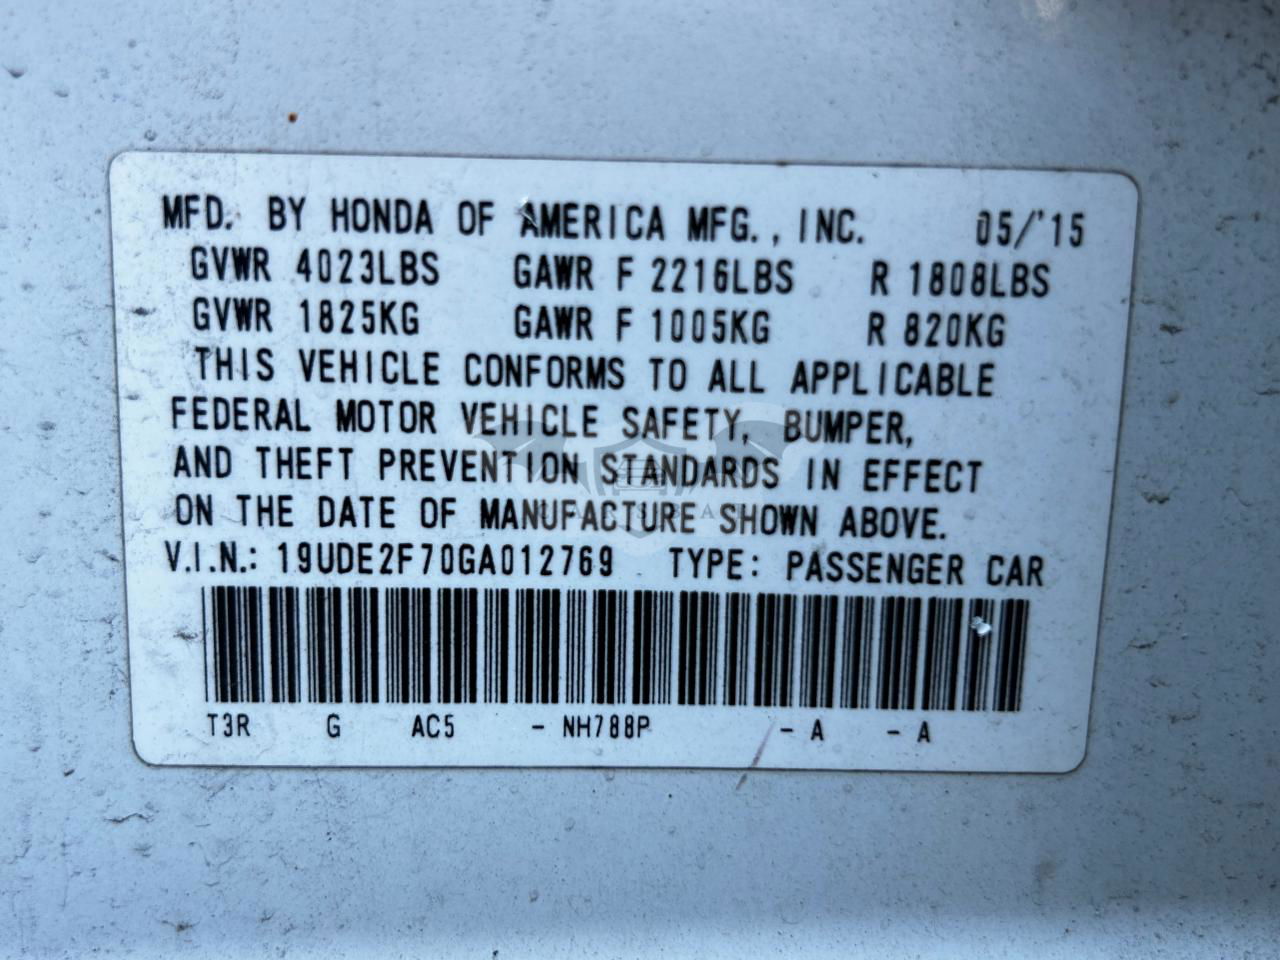 MFD. BY HONDA OF AMERICA MFG., INC. 05/'15
GVWR 4023LBS GAWR F 2216LBS R 1808LBS
GVWR 1825KG GAWR F 1005KG R 820KG
THIS VEHICLE CONFORMS TO ALL APPLICABLE
FEDERAL MOTOR VEHICLE SAFETY, BUMPER,
AND THEFT PREVENTION STANDARDS IN EFFECT
ON THE DATE OF MANUFACTURE SHOWN ABOVE.
V.I.N.: 19UDE2F70GA012769 TYPE: PASSENGER CAR
T3R G AC5 - NH788P - A - A